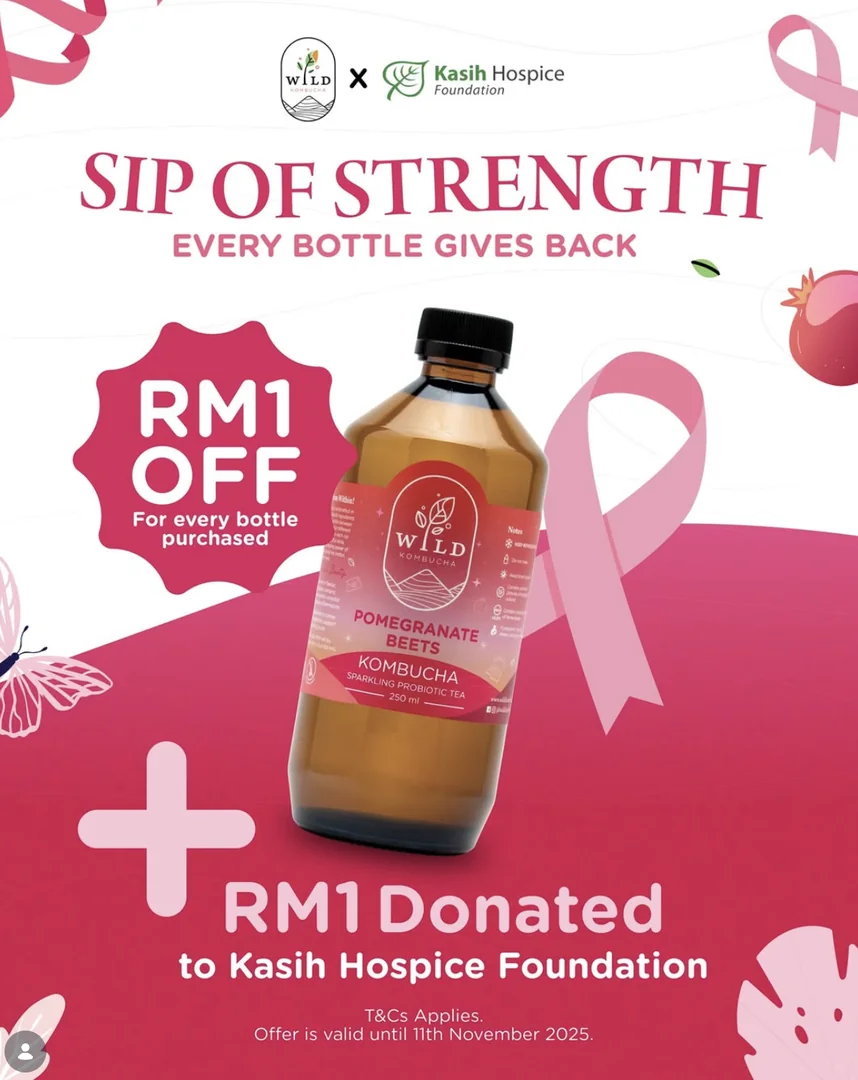 WILD
KOMBUCHA
X
Kasih Hospice
Foundation
SIP OF STRENGTH
EVERY BOTTLE GIVES BACK
RM1
OFF
For every bottle
purchased
WILD
KOMBUCHA
Notes
POMEGRANATE
BEETS
KOMBUCHA
SPARKLING PROBIOTIC TEA
250 ml
+
RM1 Donated
to Kasih Hospice Foundation
T&Cs Applies.
Offer is valid until 11th November 2025.